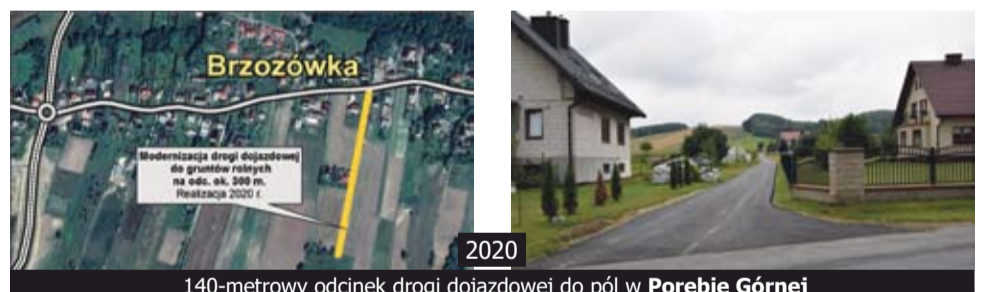 Brzozówka
Modernizacja drogi dojazdowej
do gruntów rolnych
na odc. ok. 300 m.
Realizacja 2020 r.
2020
140-metrowy odcinek drogi dojazdowej do pól w Porębie Górnej